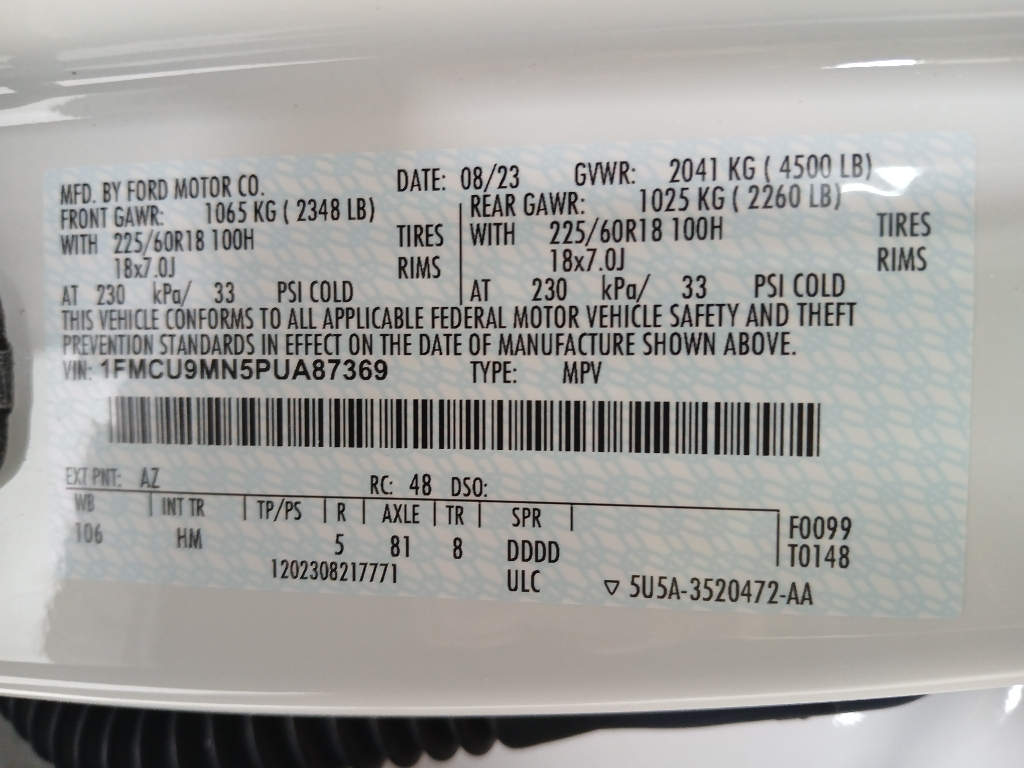 MFD. BY FORD MOTOR CO. DATE: 08/23 GVWR: 2041 KG ( 4500 LB)
FRONT GAWR: 1065 KG ( 2348 LB) REAR GAWR: 1025 KG ( 2260 LB)
WITH 225/60R18 100H TIRES WITH 225/60R18 100H TIRES
18x7.0J RIMS 18x7.0J RIMS
AT 230 kPa/ 33 PSI COLD AT 230 kPa/ 33 PSI COLD
THIS VEHICLE CONFORMS TO ALL APPLICABLE FEDERAL MOTOR VEHICLE SAFETY AND THEFT
PREVENTION STANDARDS IN EFFECT ON THE DATE OF MANUFACTURE SHOWN ABOVE.
VIN: 1FMCU9MN5PUA87369 TYPE: MPV
EXT PNT: AZ RC: 48 DSO:
WB INT TR TP/PS R AXLE TR SPR F0099
106 HM 5 81 8 DDDD T0148
1202308217771 ULC ▽ 5U5A-3520472-AA